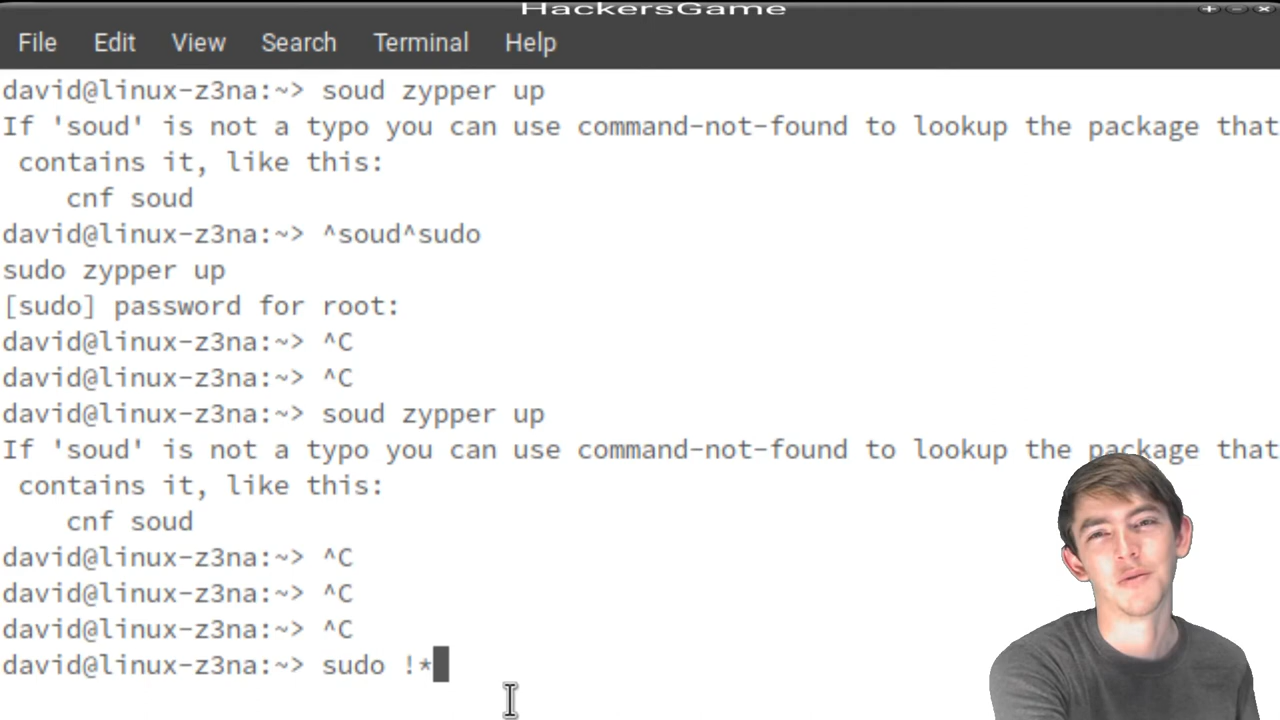 HackersGame
File Edit View Search Terminal Help
david@linux-z3na:~> soud zypper up
If 'soud' is not a typo you can use command-not-found to lookup the package that
contains it, like this:
cnf soud
david@linux-z3na:~> ^soud^sudo
sudo zypper up
[sudo] password for root:
david@linux-z3na:~> ^C
david@linux-z3na:~> ^C
david@linux-z3na:~> soud zypper up
If 'soud' is not a typo you can use command-not-found to lookup the package that
contains it, like this:
cnf soud
david@linux-z3na:~> ^C
david@linux-z3na:~> ^C
david@linux-z3na:~> ^C
david@linux-z3na:~> sudo !*